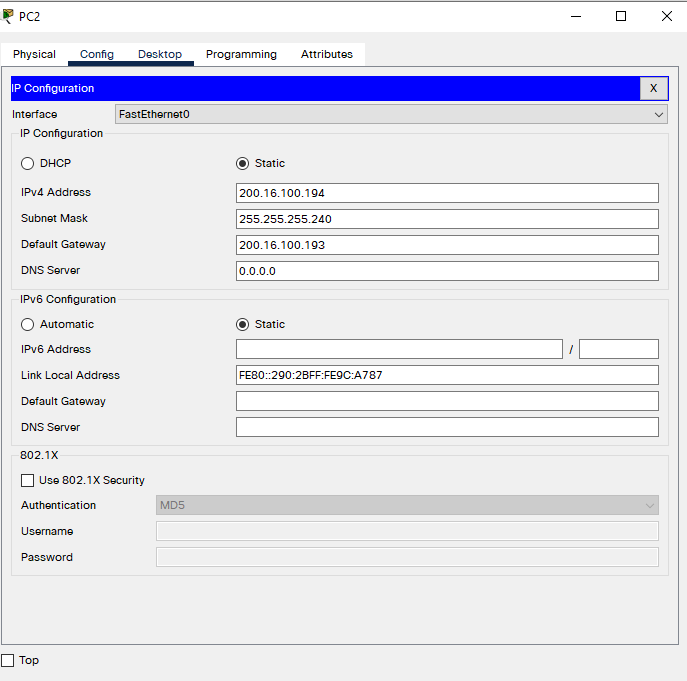 PC2
Physical Config Desktop Programming Attributes
IP Configuration X
Interface FastEthernet0
IP Configuration
DHCP Static
IPv4 Address 200.16.100.194
Subnet Mask 255.255.255.240
Default Gateway 200.16.100.193
DNS Server 0.0.0.0
IPv6 Configuration
Automatic Static
IPv6 Address /
Link Local Address FE80::290:2BFF:FE9C:A787
Default Gateway
DNS Server
802.1X
Use 802.1X Security
Authentication MD5
Username
Password
Top